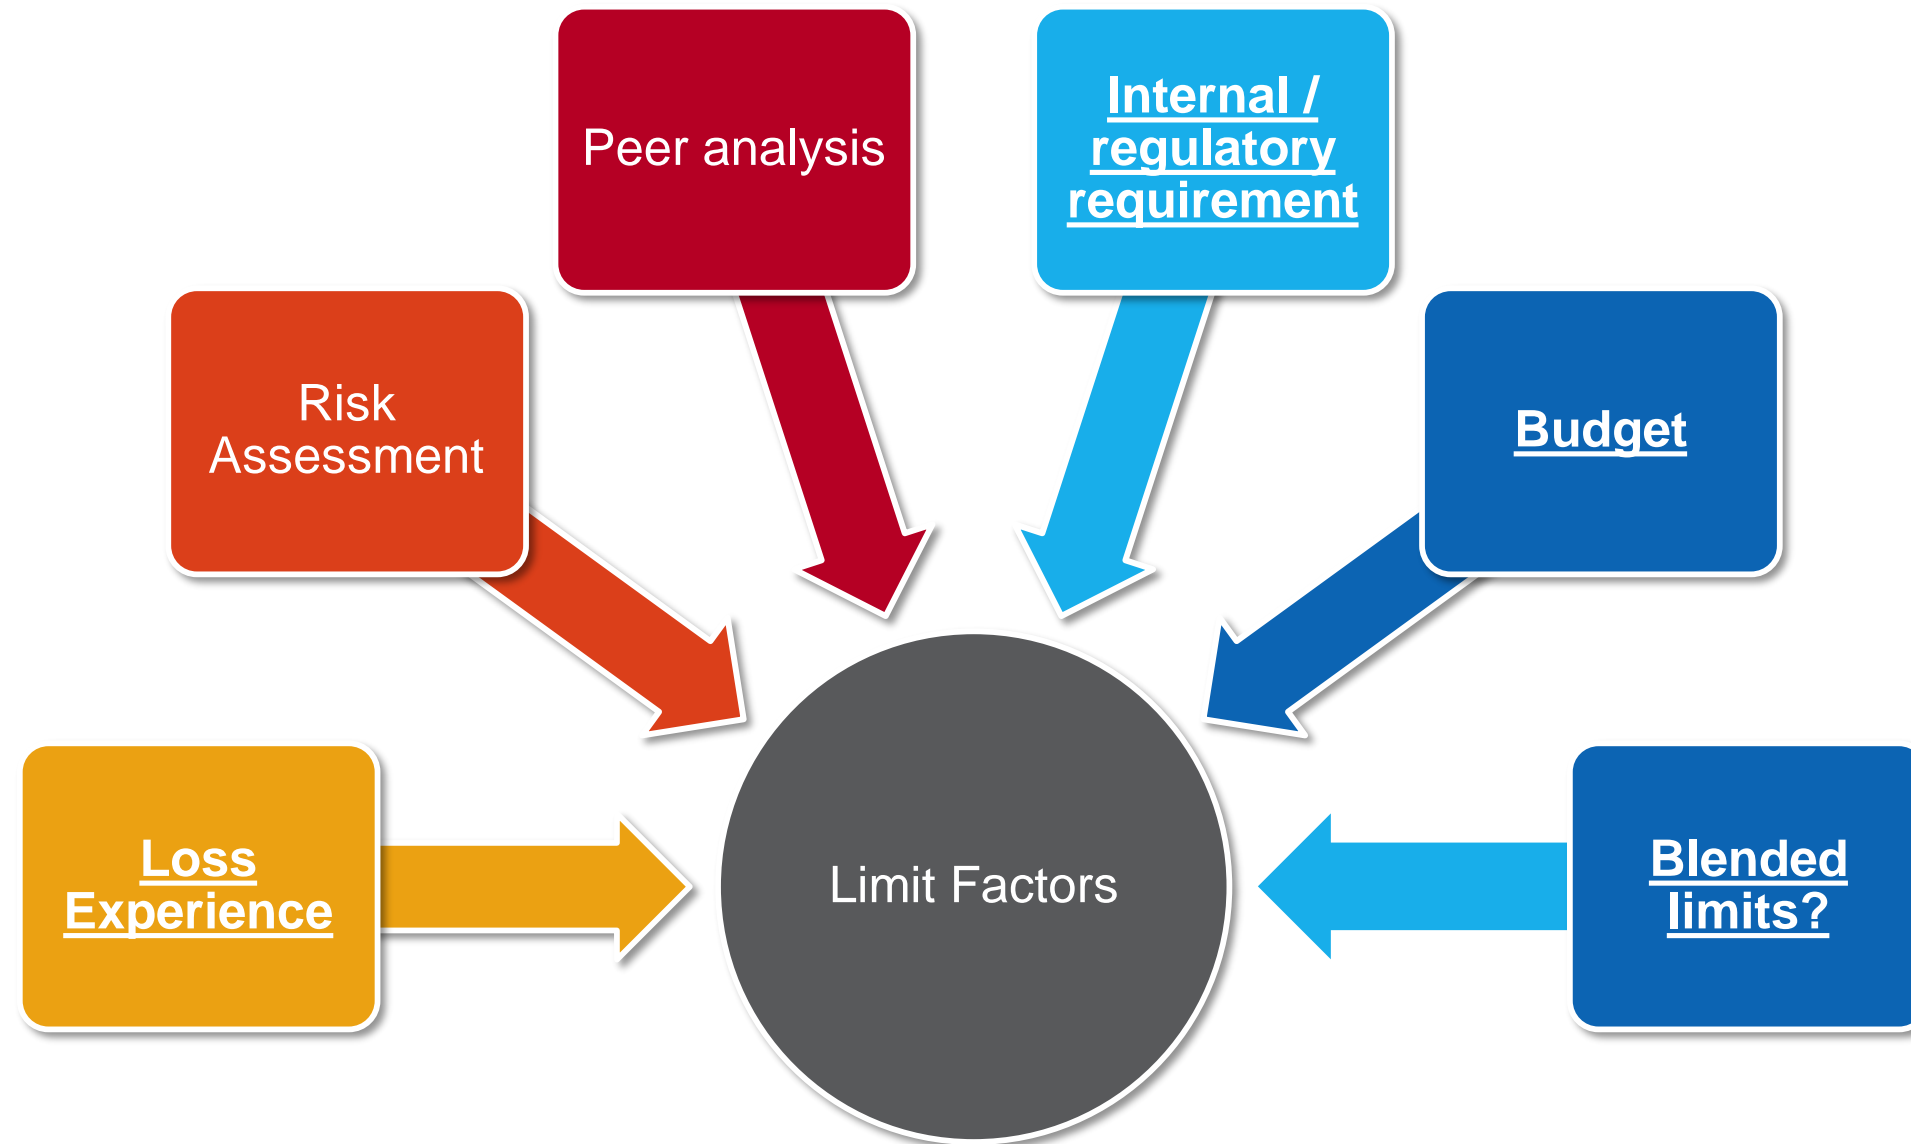 Peer analysis
Internal /
regulatory
requirement
Risk
Assessment
Budget
Loss
Experience
Limit Factors
Blended
limits?